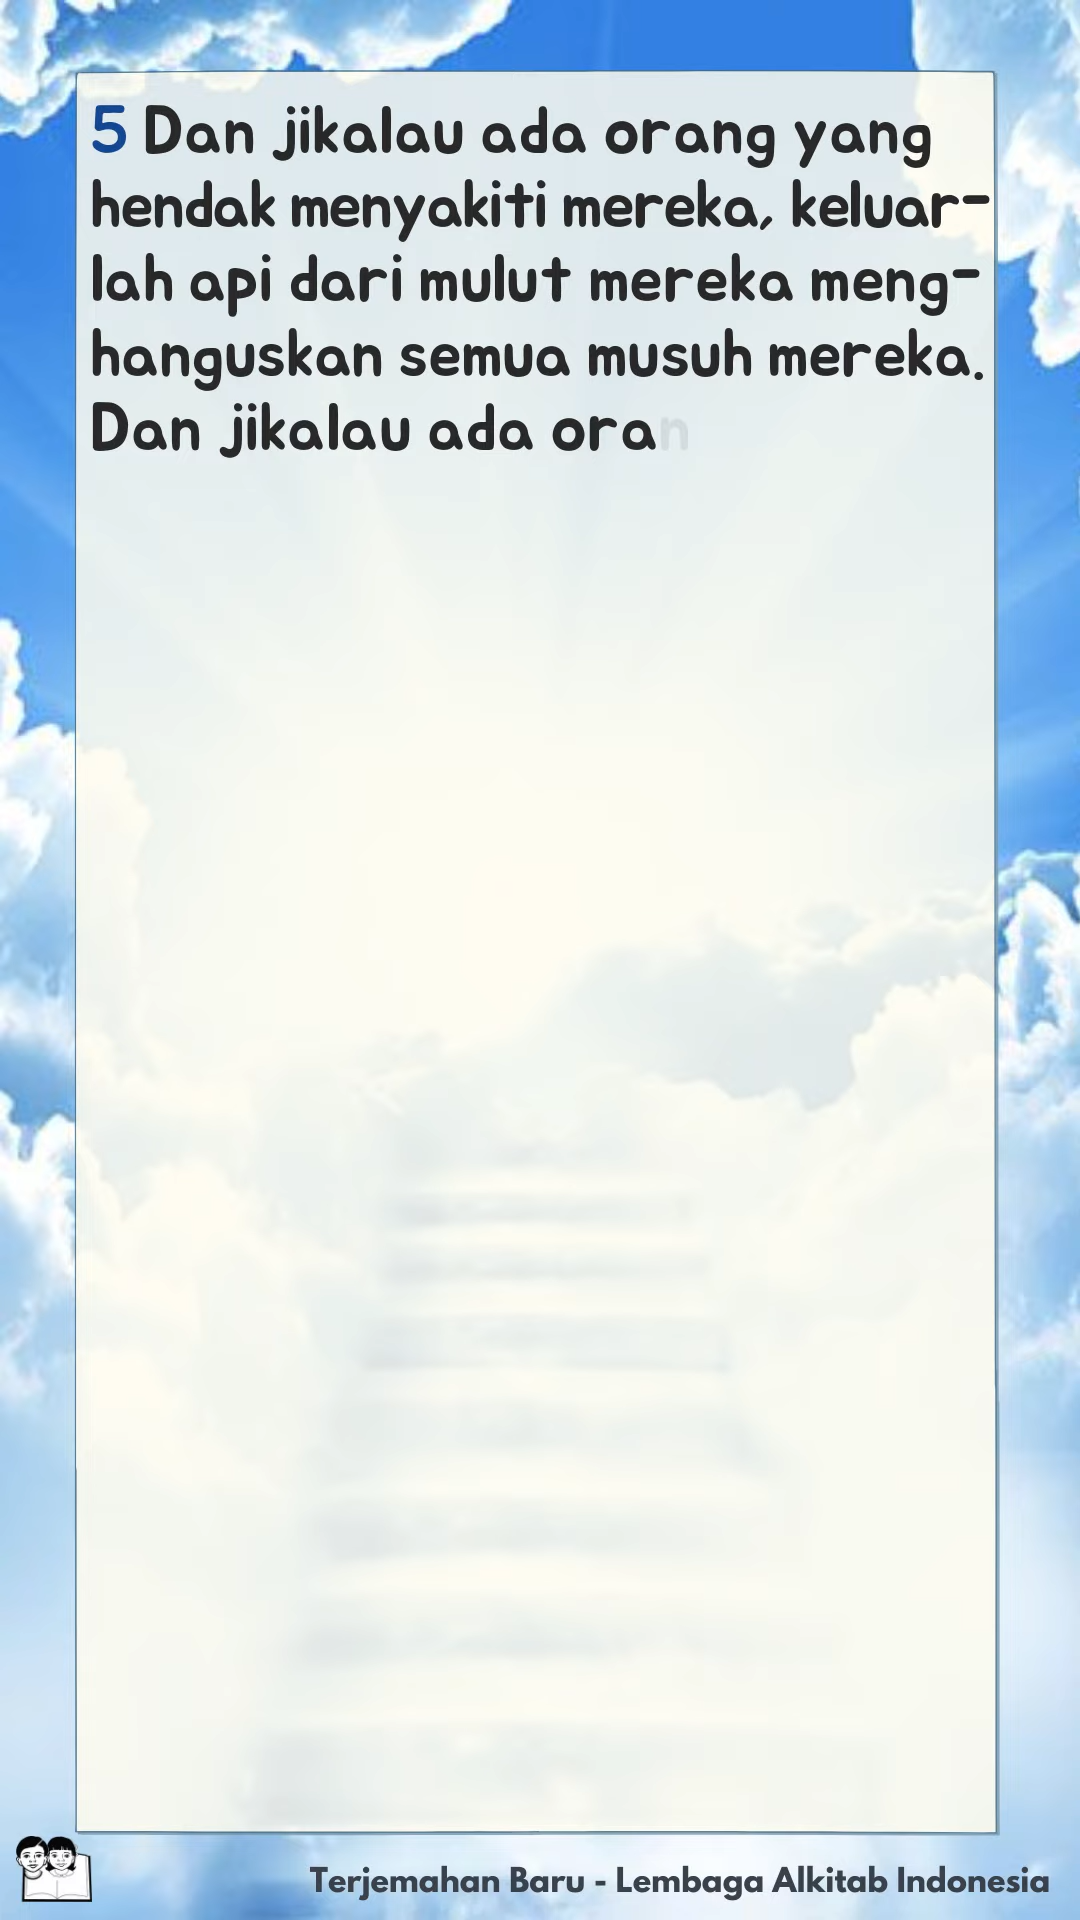 5 Dan jikalau ada orang yang
hendak menyakiti mereka, keluar-
lah api dari mulut mereka meng-
hanguskan semua musuh mereka.
Dan jikalau ada oran
Terjemahan Baru - Lembaga Alkitab Indonesia